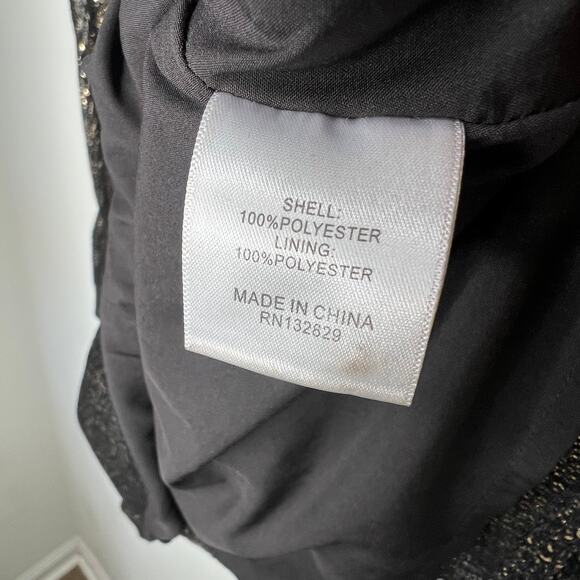 SHELL:
100%POLYESTER
LINING:
100%POLYESTER
MADE IN CHINA
RN132829